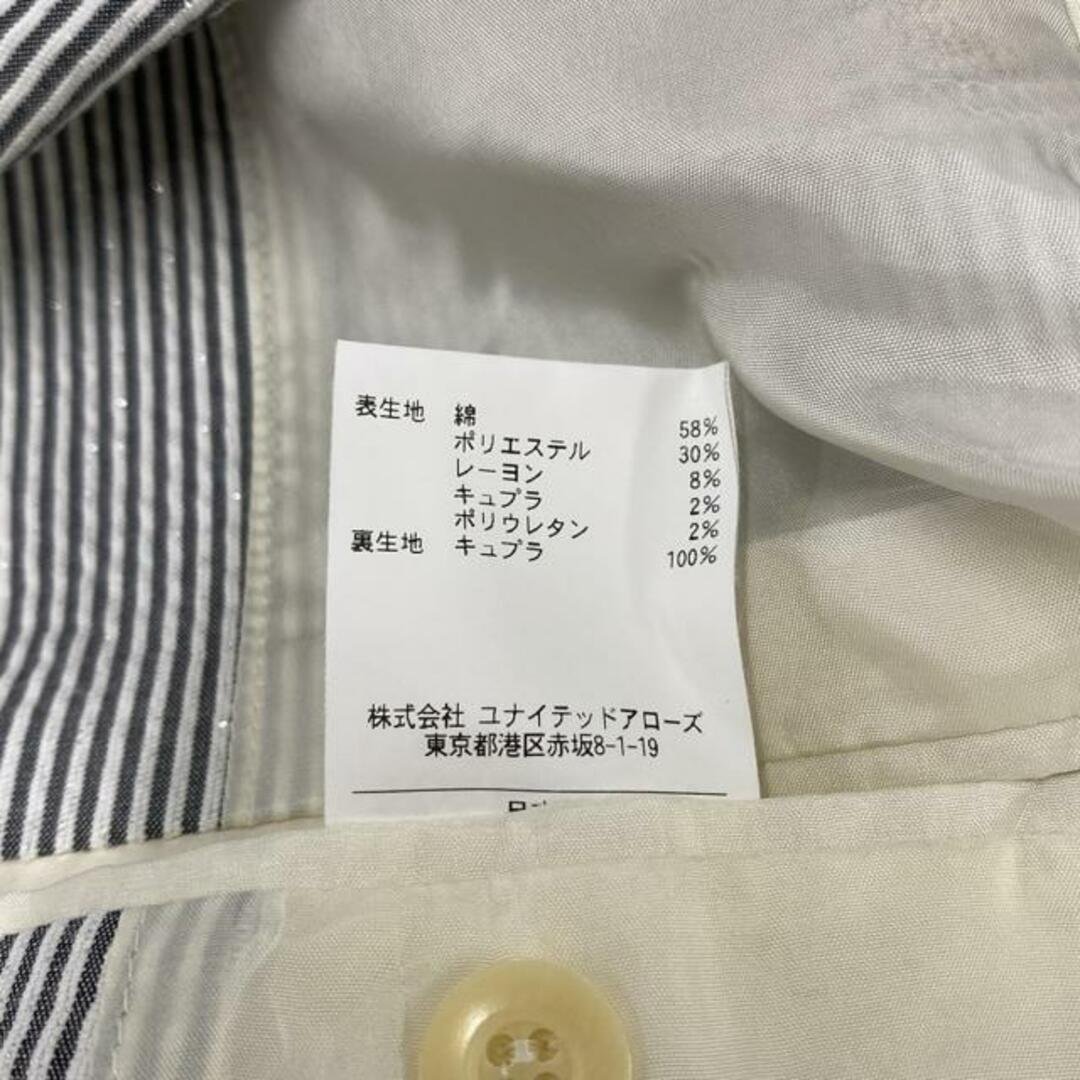 表生地 綿 58%
ポリエステル 30%
レーヨン 8%
キュプラ 2%
ポリウレタン 2%
裏生地 キュプラ 100%
株式会社 ユナイテッドアローズ
東京都港区赤坂8-1-19